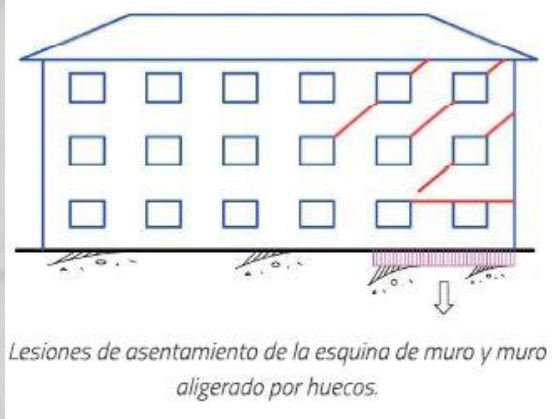 Lesiones de asentamiento de la esquina de muro y muro
aligerado por huecos.